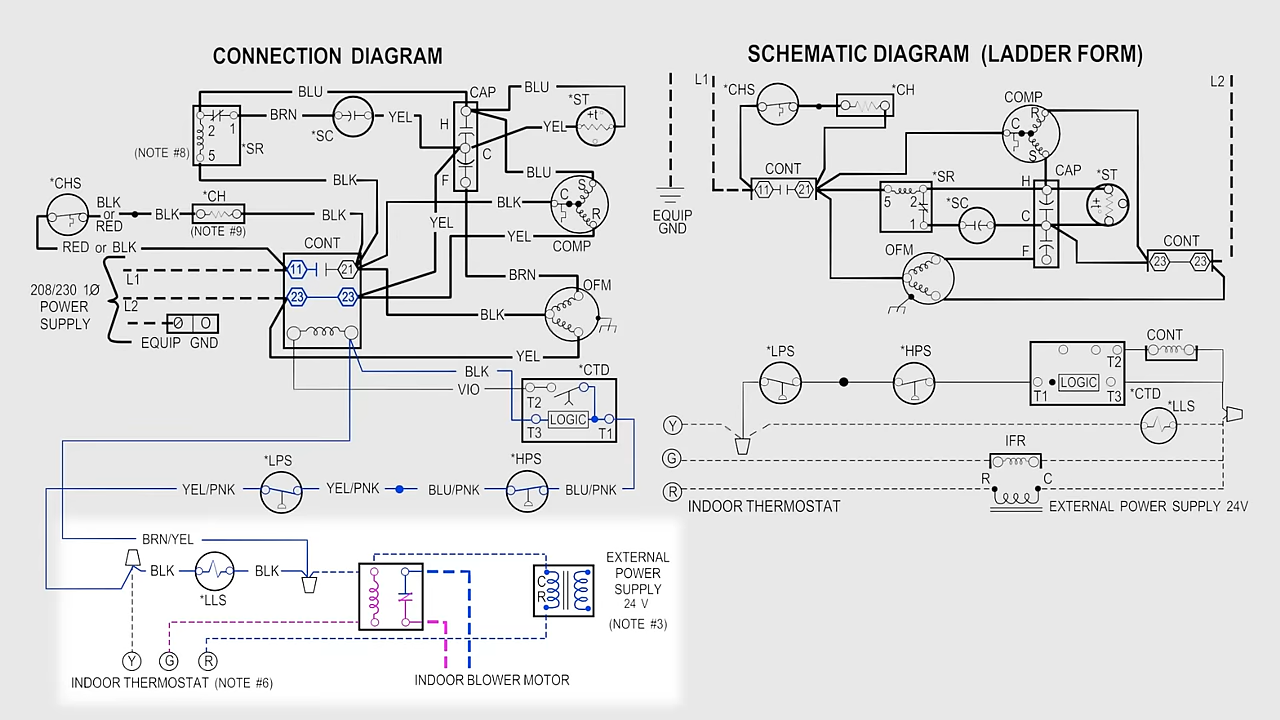 CONNECTION DIAGRAM
BLU
CAP
BLU
*ST
H
+t
2
1
BRN
YEL
YEL
*SC
*SR
C
(NOTE #8)
5
F
BLU
BLK
S
*CHS
*CH
C
BLK
or
RED
BLK
BLK
BLK
R
(NOTE #9)
YEL
YEL
COMP
RED or BLK
CONT
11
21
BRN
L1
OFM
208/230 1Ø
POWER
SUPPLY
23
23
L2
BLK
EQUIP GND
YEL
BLK
*CTD
VIO
T2
LOGIC
T3
T1
*LPS
*HPS
YEL/PNK
YEL/PNK
BLU/PNK
BLU/PNK
BRN/YEL
EXTERNAL
POWER
SUPPLY
24 V
(NOTE #3)
BLK
BLK
C
R
*LLS
Y
G
R
INDOOR THERMOSTAT (NOTE #6)
INDOOR BLOWER MOTOR
SCHEMATIC DIAGRAM (LADDER FORM)
L1
L2
*CHS
*CH
COMP
R
C
S
CONT
CAP
11
21
*SR
H
*ST
5
2
*SC
+t
EQUIP
GND
C
1
CONT
OFM
F
23
23
CONT
*LPS
*HPS
T2
LOGIC
T1
T3
*CTD
*LLS
Y
IFR
G
R
C
R
INDOOR THERMOSTAT
EXTERNAL POWER SUPPLY 24V